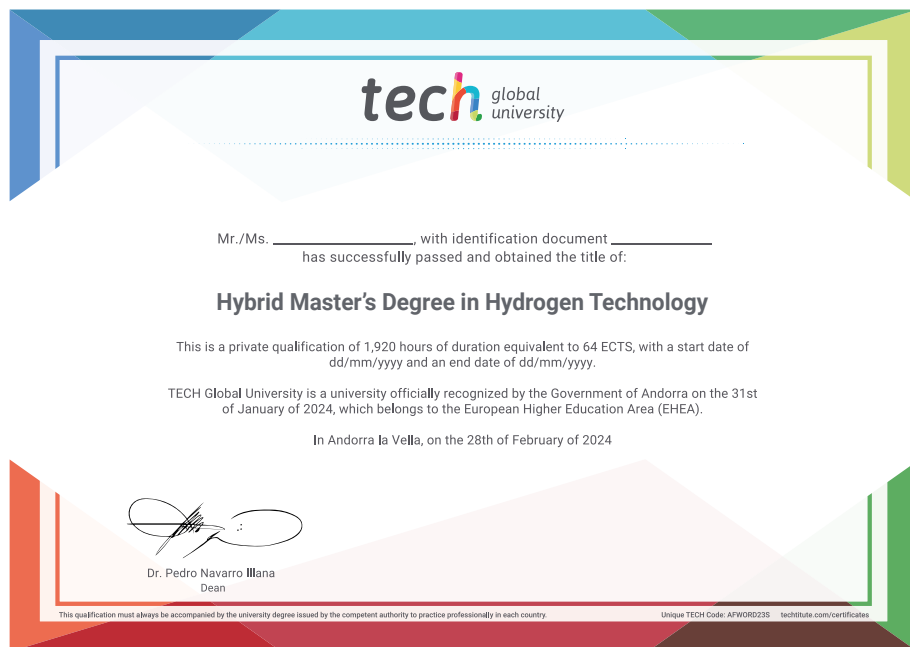 tech global university
Mr./Ms. ____________________, with identification document ______________
has successfully passed and obtained the title of:
Hybrid Master's Degree in Hydrogen Technology
This is a private qualification of 1,920 hours of duration equivalent to 64 ECTS, with a start date of
dd/mm/yyyy and an end date of dd/mm/yyyy.
TECH Global University is a university officially recognized by the Government of Andorra on the 31st
of January of 2024, which belongs to the European Higher Education Area (EHEA).
In Andorra la Vella, on the 28th of February of 2024
Dr. Pedro Navarro Illana
Dean
This qualification must always be accompanied by the university degree issued by the competent authority to practice professionally in each country.
Unique TECH Code: AFWORD23S techtitute.com/certificates